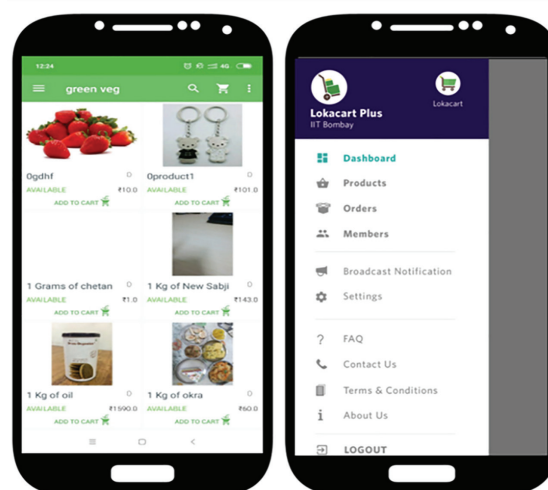 12:24
4G
green veg
0gdhf D
AVAILABLE ₹10.0
ADD TO CART
0product1 D
AVAILABLE ₹101.0
ADD TO CART
1 Grams of chetan D
AVAILABLE ₹1.0
ADD TO CART
1 Kg of New Sabji D
AVAILABLE ₹143.0
ADD TO CART
1 Kg of oil D
AVAILABLE ₹1590.0
ADD TO CART
1 Kg of okra D
AVAILABLE ₹60.0
ADD TO CART
Lokacart Plus
IIT Bombay
Lokacart
Dashboard
Products
Orders
Members
Broadcast Notification
Settings
? FAQ
Contact Us
Terms & Conditions
i About Us
LOGOUT